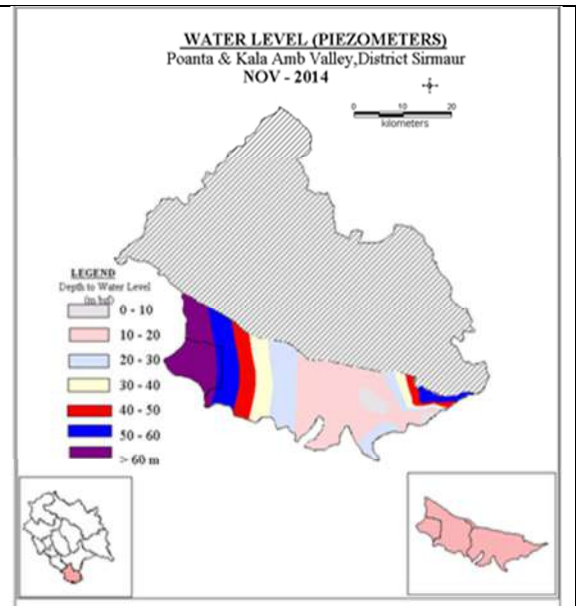 WATER LEVEL (PIEZOMETERS)
Poanta & Kala Amb Valley,District Sirmaur
NOV - 2014
0 10 20
kilometers
LEGEND
Depth to Water Level
(m bgl)
0 - 10
10 - 20
20 - 30
30 - 40
40 - 50
50 - 60
> 60 m